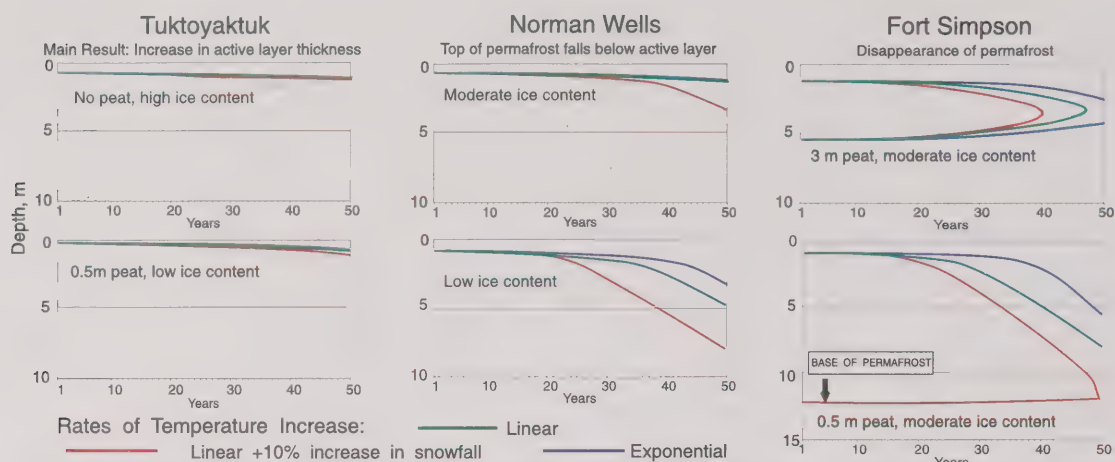 Tuktoyaktuk
Main Result: Increase in active layer thickness
0
No peat, high ice content
5
10
1 10 20 30 40 50
Years
Depth, m
0
0.5m peat, low ice content
5
10
1 10 20 30 40 50
Years
Norman Wells
Top of permafrost falls below active layer
0
Moderate ice content
5
10
1 10 20 30 40 50
Years
0
Low ice content
5
10
1 10 20 30 40 50
Years
Fort Simpson
Disappearance of permafrost
0
5
3 m peat, moderate ice content
10
1 10 20 30 40 50
Years
0
5
10
BASE OF PERMAFROST
0.5 m peat, moderate ice content
15
1 10 20 30 40 50
Years
Rates of Temperature Increase:
Linear
Linear +10% increase in snowfall
Exponential